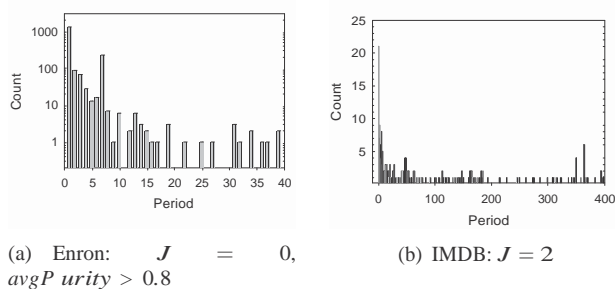 1000
100
10
1
Count
0 5 10 15 20 25 30 35 40
Period
25
20
15
10
5
Count
0 100 200 300 400
Period
(a) Enron: J = 0,
avgP urity > 0.8
(b) IMDB: J = 2